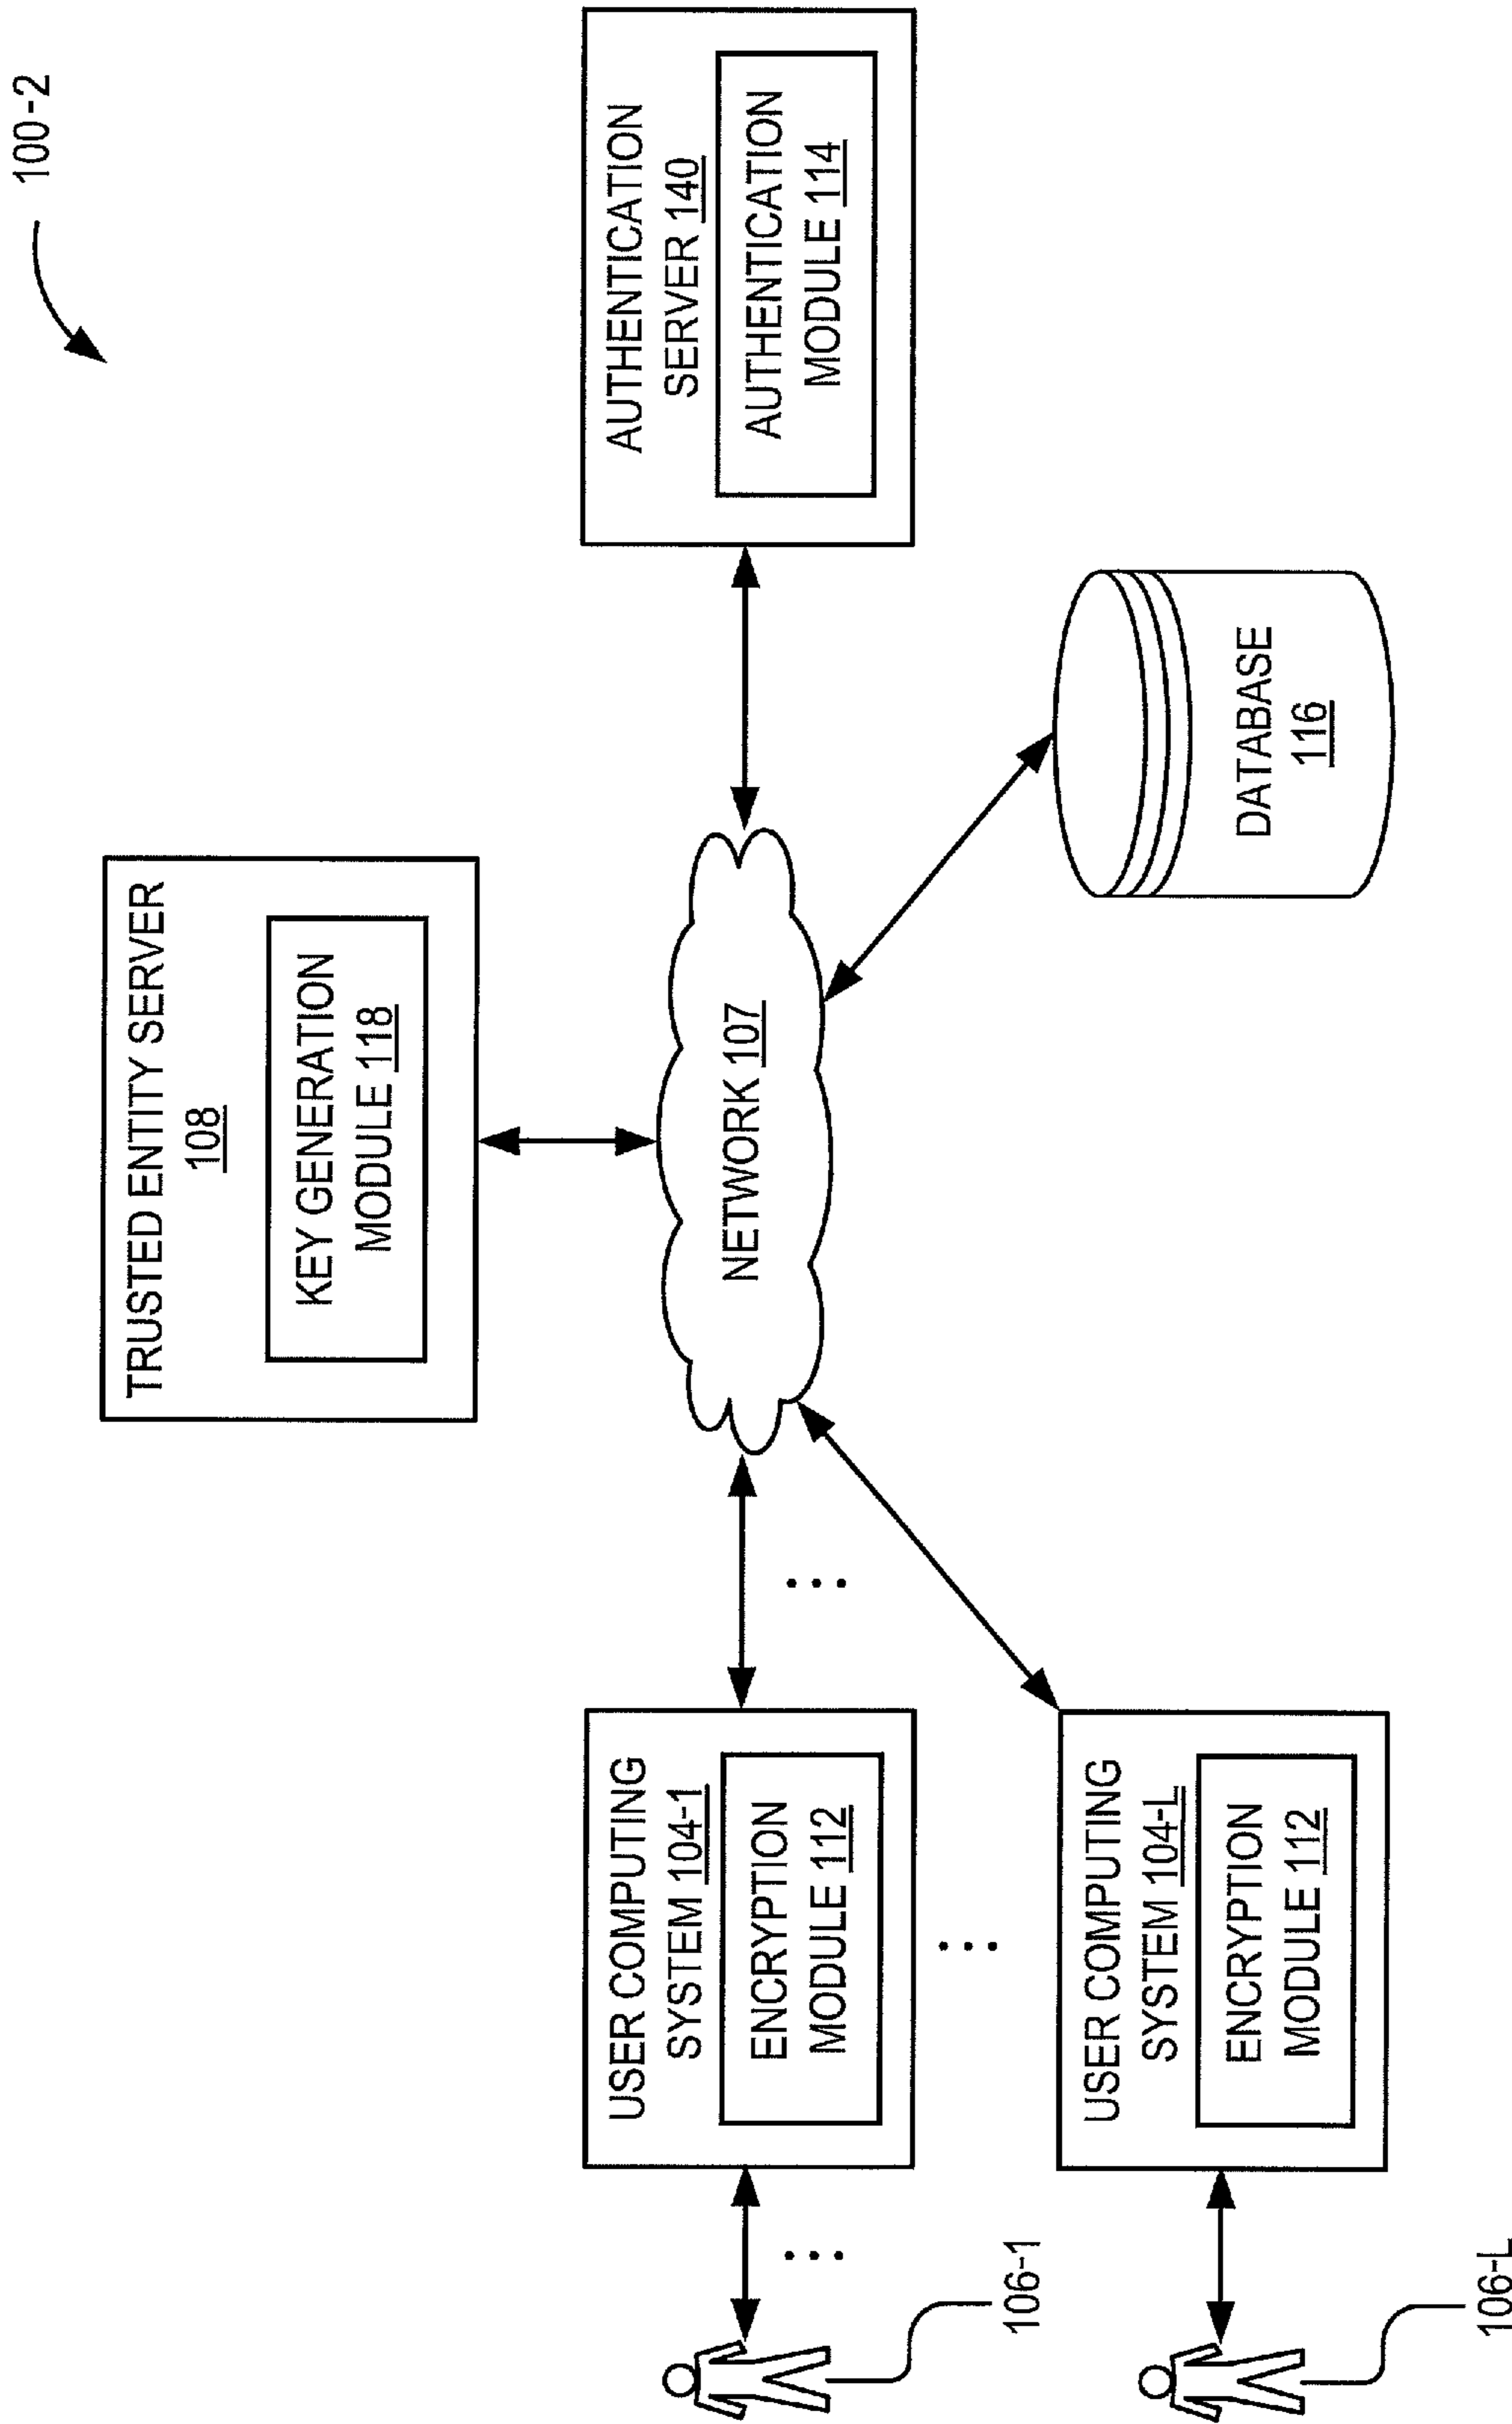 100-2
TRUSTED ENTITY SERVER
108
KEY GENERATION
MODULE 118
USER COMPUTING
SYSTEM 104-1
ENCRYPTION
MODULE 112
NETWORK 107
AUTHENTICATION
SERVER 140
AUTHENTICATION
MODULE 114
...
...
106-1
...
USER COMPUTING
SYSTEM 104-L
ENCRYPTION
MODULE 112
DATABASE
116
106-L